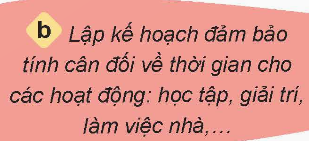 b Lập kế hoạch đảm bảo
tính cân đối về thời gian cho
các hoạt động: học tập, giải trí,
làm việc nhà,...